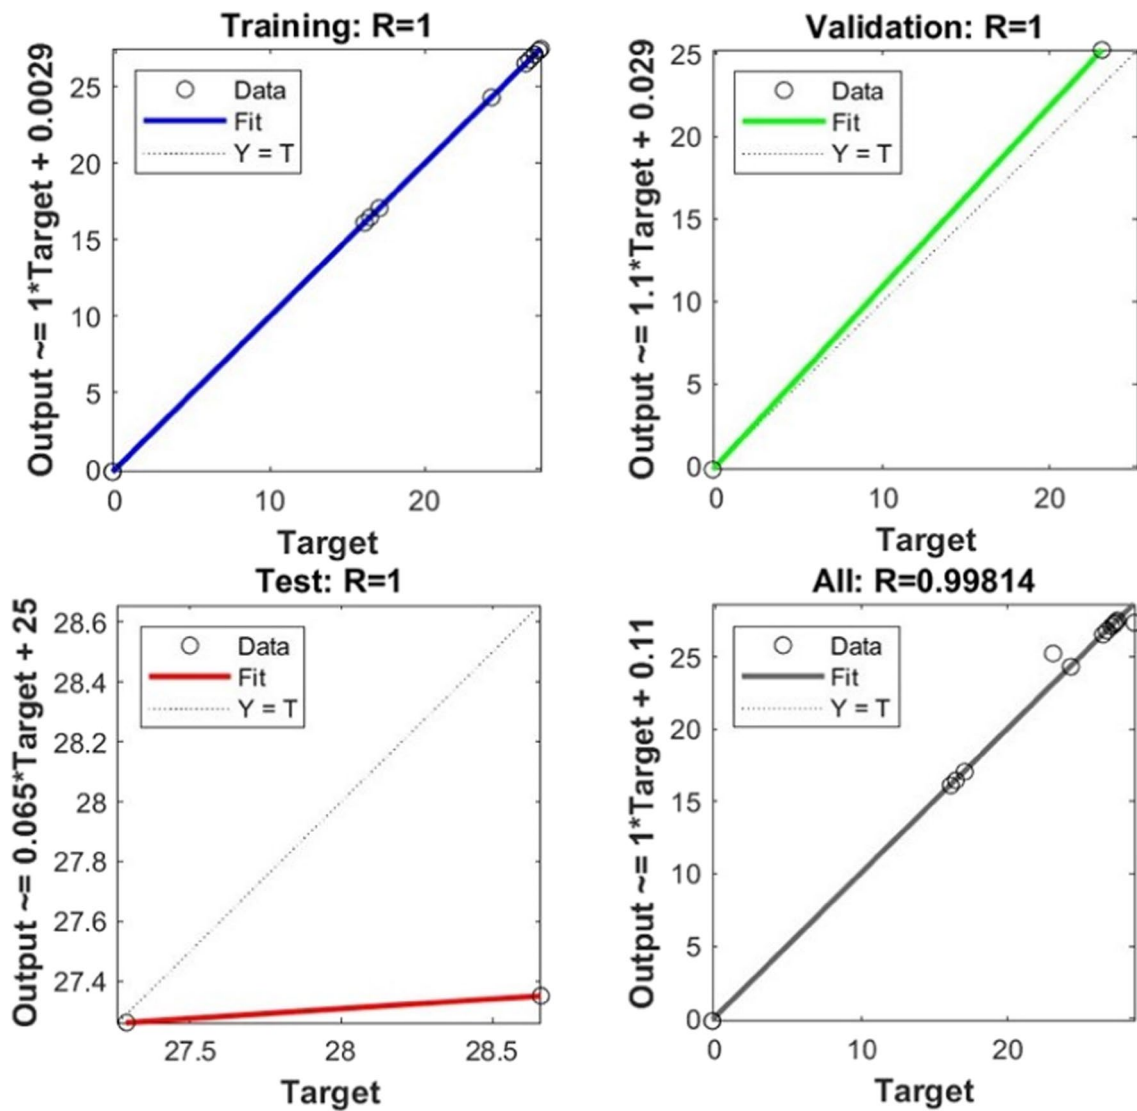 Training: R=1
Output ~= 1*Target + 0.0029
25
20
15
10
5
0
Data
Fit
Y = T
0 10 20
Target
Validation: R=1
Output ~= 1.1*Target + 0.029
25
20
15
10
5
0
Data
Fit
Y = T
0 10 20
Target
Test: R=1
Output ~= 0.065*Target + 25
28.6
28.4
28.2
28
27.8
27.6
27.4
Data
Fit
Y = T
27.5 28 28.5
Target
All: R=0.99814
Output ~= 1*Target + 0.11
25
20
15
10
5
0
Data
Fit
Y = T
0 10 20
Target